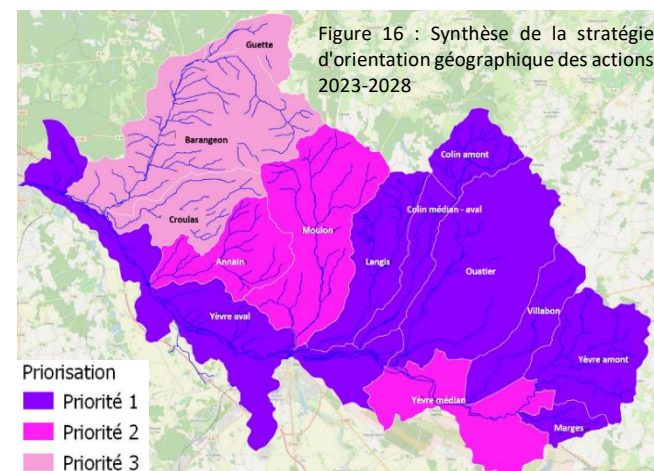 Figure 16 : Synthèse de la stratégie
d'orientation géographique des actions
2023-2028
Guette
Barangeon
Colin amont
Croulas
Colin médian - aval
Moulon
Annain
Langis
Ouatier
Villabon
Yèvre aval
Yèvre amont
Yèvre médian
Marges
Priorisation
Priorité 1
Priorité 2
Priorité 3